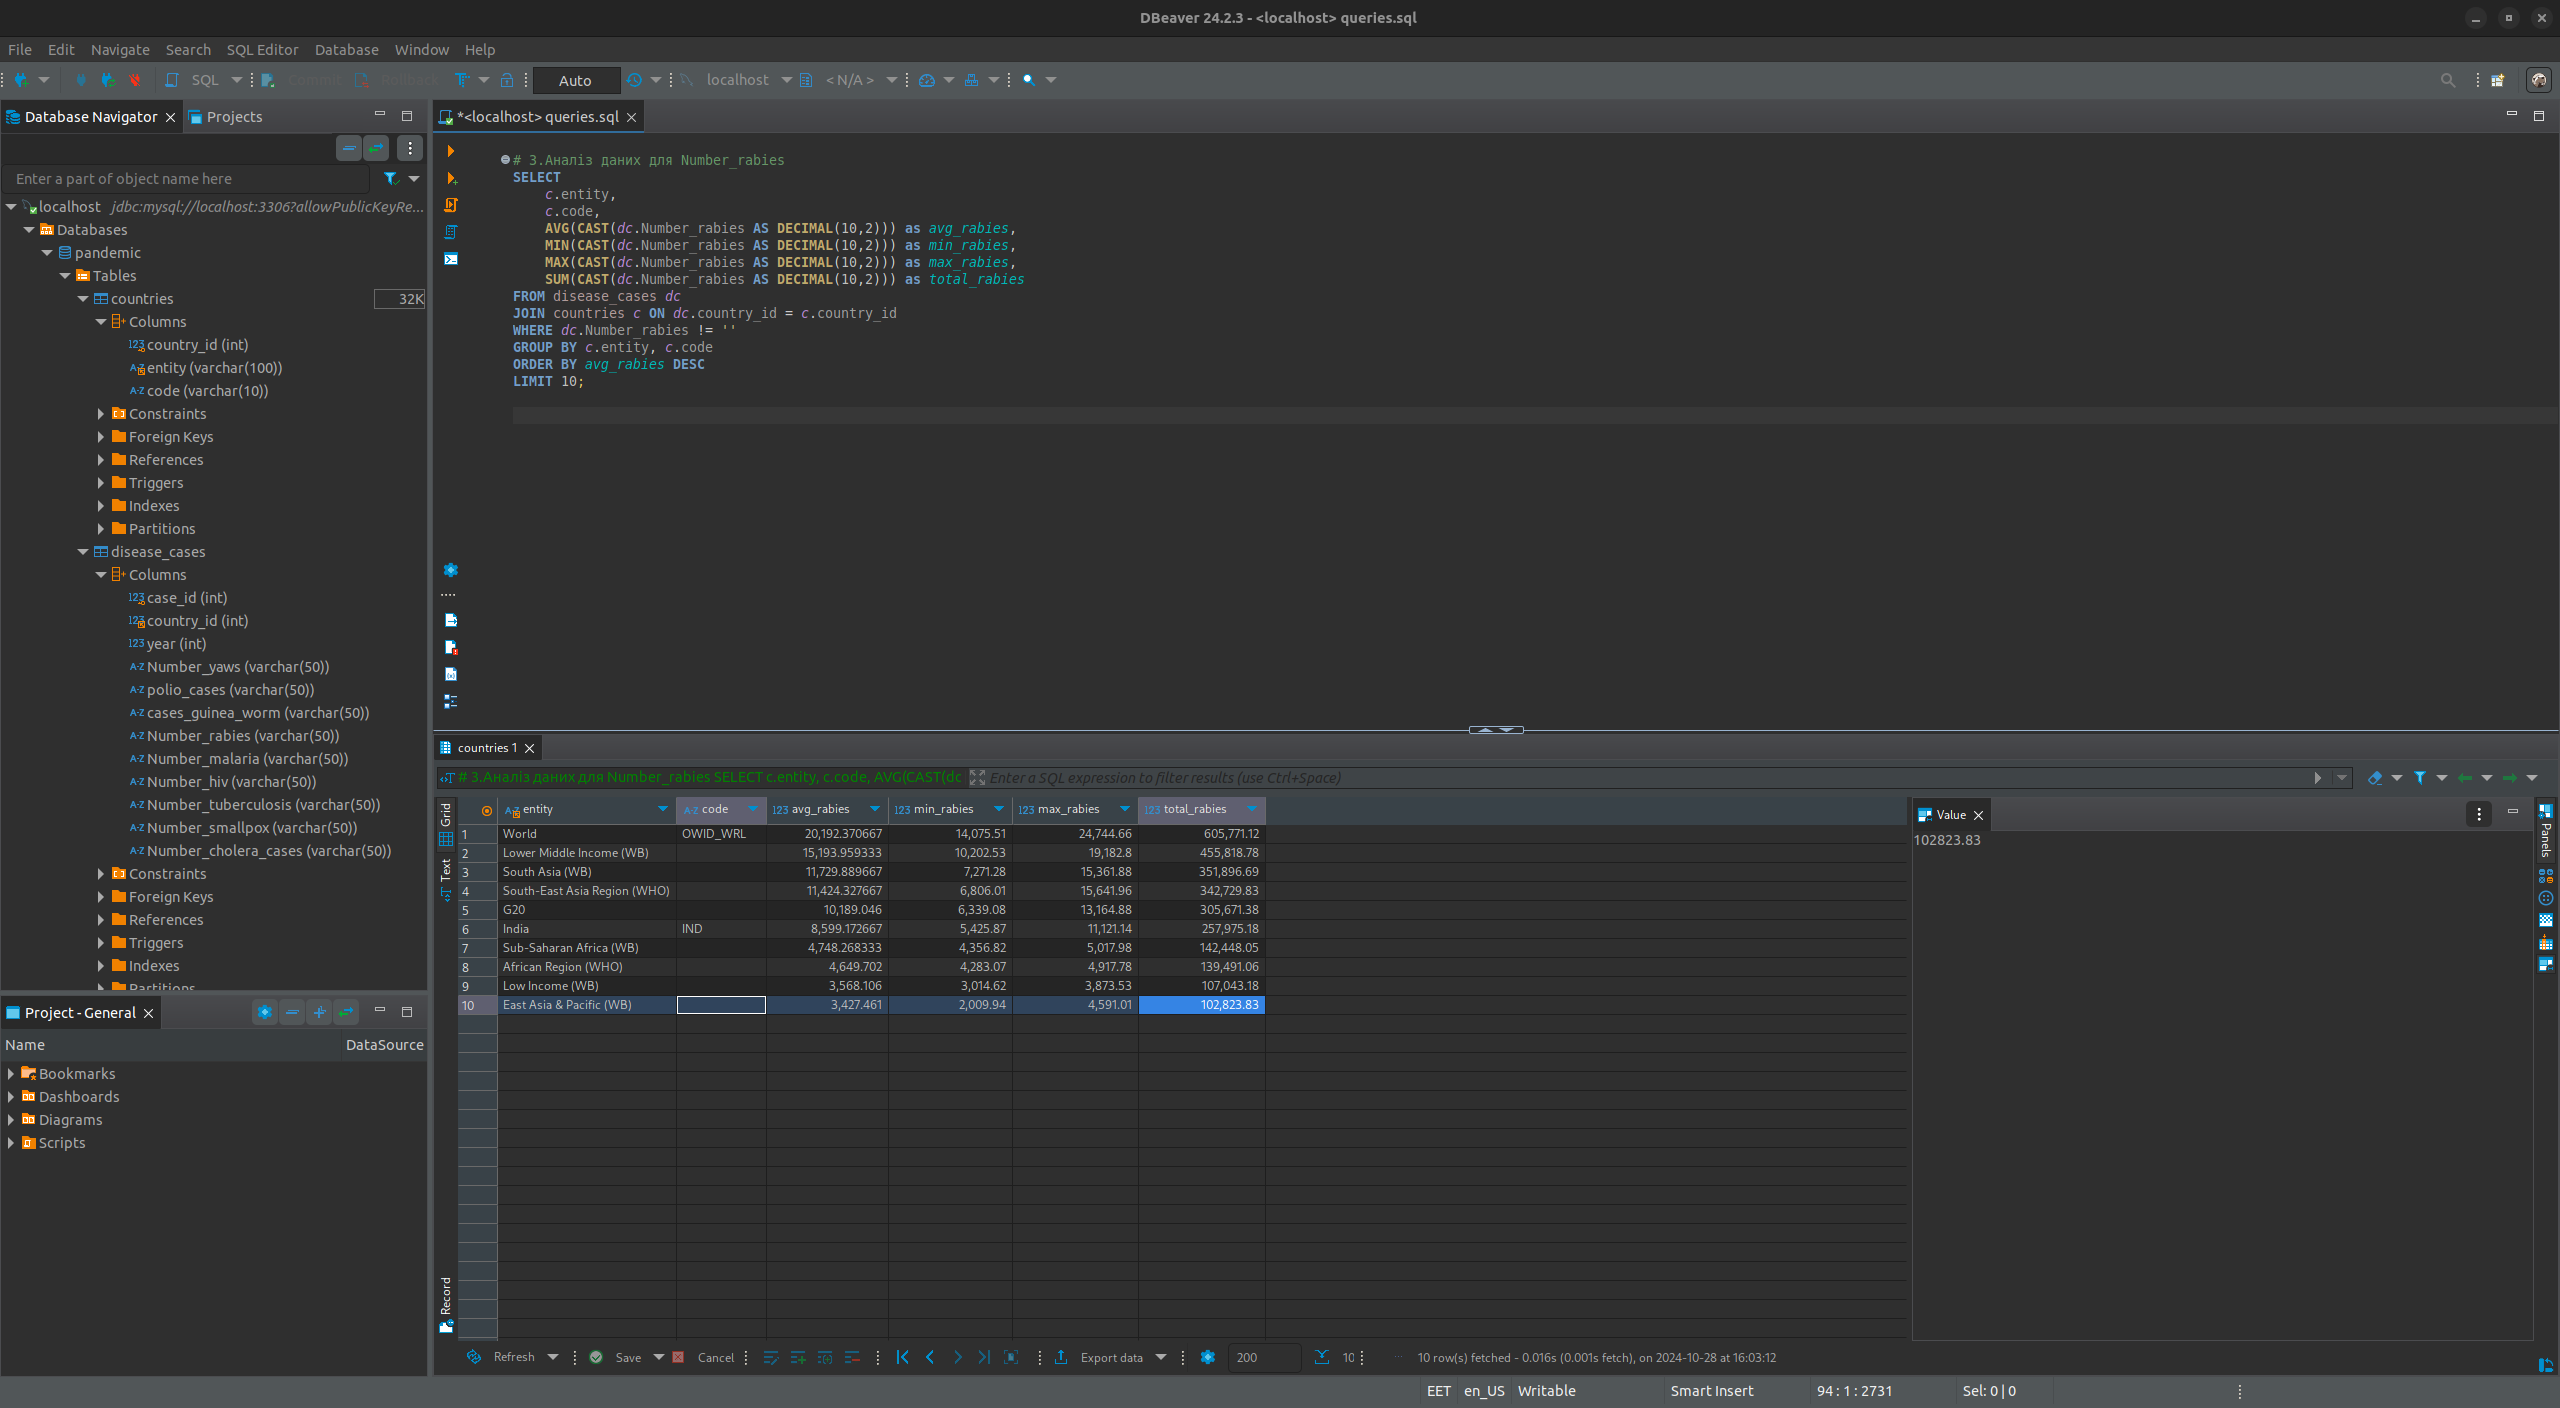 DBeaver 24.2.3 - <localhost> queries.sql
File Edit Navigate Search SQL Editor Database Window Help
SQL Commit Rollback Auto localhost < N/A >
Database Navigator
Projects
Enter a part of object name here
localhost jdbc:mysql://localhost:3306?allowPublicKeyRe...
Databases
pandemic
Tables
countries 32K
Columns
country_id (int)
entity (varchar(100))
code (varchar(10))
Constraints
Foreign Keys
References
Triggers
Indexes
Partitions
disease_cases
Columns
case_id (int)
country_id (int)
year (int)
Number_yaws (varchar(50))
polio_cases (varchar(50))
cases_guinea_worm (varchar(50))
Number_rabies (varchar(50))
Number_malaria (varchar(50))
Number_hiv (varchar(50))
Number_tuberculosis (varchar(50))
Number_smallpox (varchar(50))
Number_cholera_cases (varchar(50))
Constraints
Foreign Keys
References
Triggers
Indexes
Partitions
Project - General
Name DataSource
Bookmarks
Dashboards
Diagrams
Scripts
*<localhost> queries.sql
# 3.Аналіз даних для Number_rabies
SELECT
c.entity,
c.code,
AVG(CAST(dc.Number_rabies AS DECIMAL(10,2))) as avg_rabies,
MIN(CAST(dc.Number_rabies AS DECIMAL(10,2))) as min_rabies,
MAX(CAST(dc.Number_rabies AS DECIMAL(10,2))) as max_rabies,
SUM(CAST(dc.Number_rabies AS DECIMAL(10,2))) as total_rabies
FROM disease_cases dc
JOIN countries c ON dc.country_id = c.country_id
WHERE dc.Number_rabies != ''
GROUP BY c.entity, c.code
ORDER BY avg_rabies DESC
LIMIT 10;
countries 1
# 3.Аналіз даних для Number_rabies SELECT c.entity, c.code, AVG(CAST(dc Enter a SQL expression to filter results (use Ctrl+Space)
Grid
Text
Record
entity code avg_rabies min_rabies max_rabies total_rabies
1 World OWID_WRL 20,192.370667 14,075.51 24,744.66 605,771.12
2 Lower Middle Income (WB) 15,193.959333 10,202.53 19,182.8 455,818.78
3 South Asia (WB) 11,729.889667 7,271.28 15,361.88 351,896.69
4 South-East Asia Region (WHO) 11,424.327667 6,806.01 15,641.96 342,729.83
5 G20 10,189.046 6,339.08 13,164.88 305,671.38
6 India IND 8,599.172667 5,425.87 11,121.14 257,975.18
7 Sub-Saharan Africa (WB) 4,748.268333 4,356.82 5,017.98 142,448.05
8 African Region (WHO) 4,649.702 4,283.07 4,917.78 139,491.06
9 Low Income (WB) 3,568.106 3,014.62 3,873.53 107,043.18
10 East Asia & Pacific (WB) 3,427.461 2,009.94 4,591.01 102,823.83
Value
102823.83
Panels
Refresh Save Cancel Export data 200 10 10 row(s) fetched - 0.016s (0.001s fetch), on 2024-10-28 at 16:03:12
EET en_US Writable Smart Insert 94 : 1 : 2731 Sel: 0 | 0